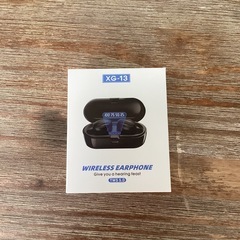 XG-13
WIRELESS EARPHONE
Give you a hearing feast
TWS 5.0